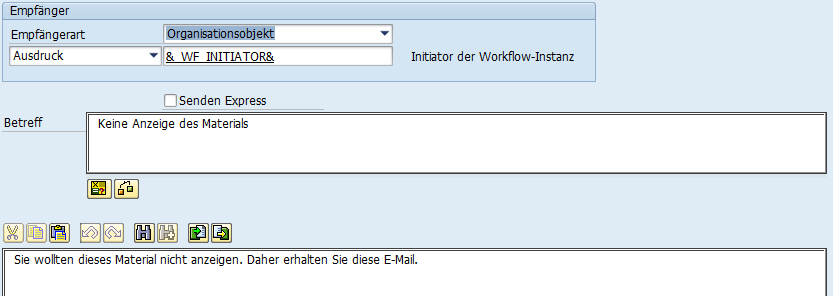 Empfänger
Empfängerart Organisationsobjekt
Ausdruck &_WF_INITIATOR& Initiator der Workflow-Instanz
Senden Express
Betreff Keine Anzeige des Materials
Sie wollten dieses Material nicht anzeigen. Daher erhalten Sie diese E-Mail.